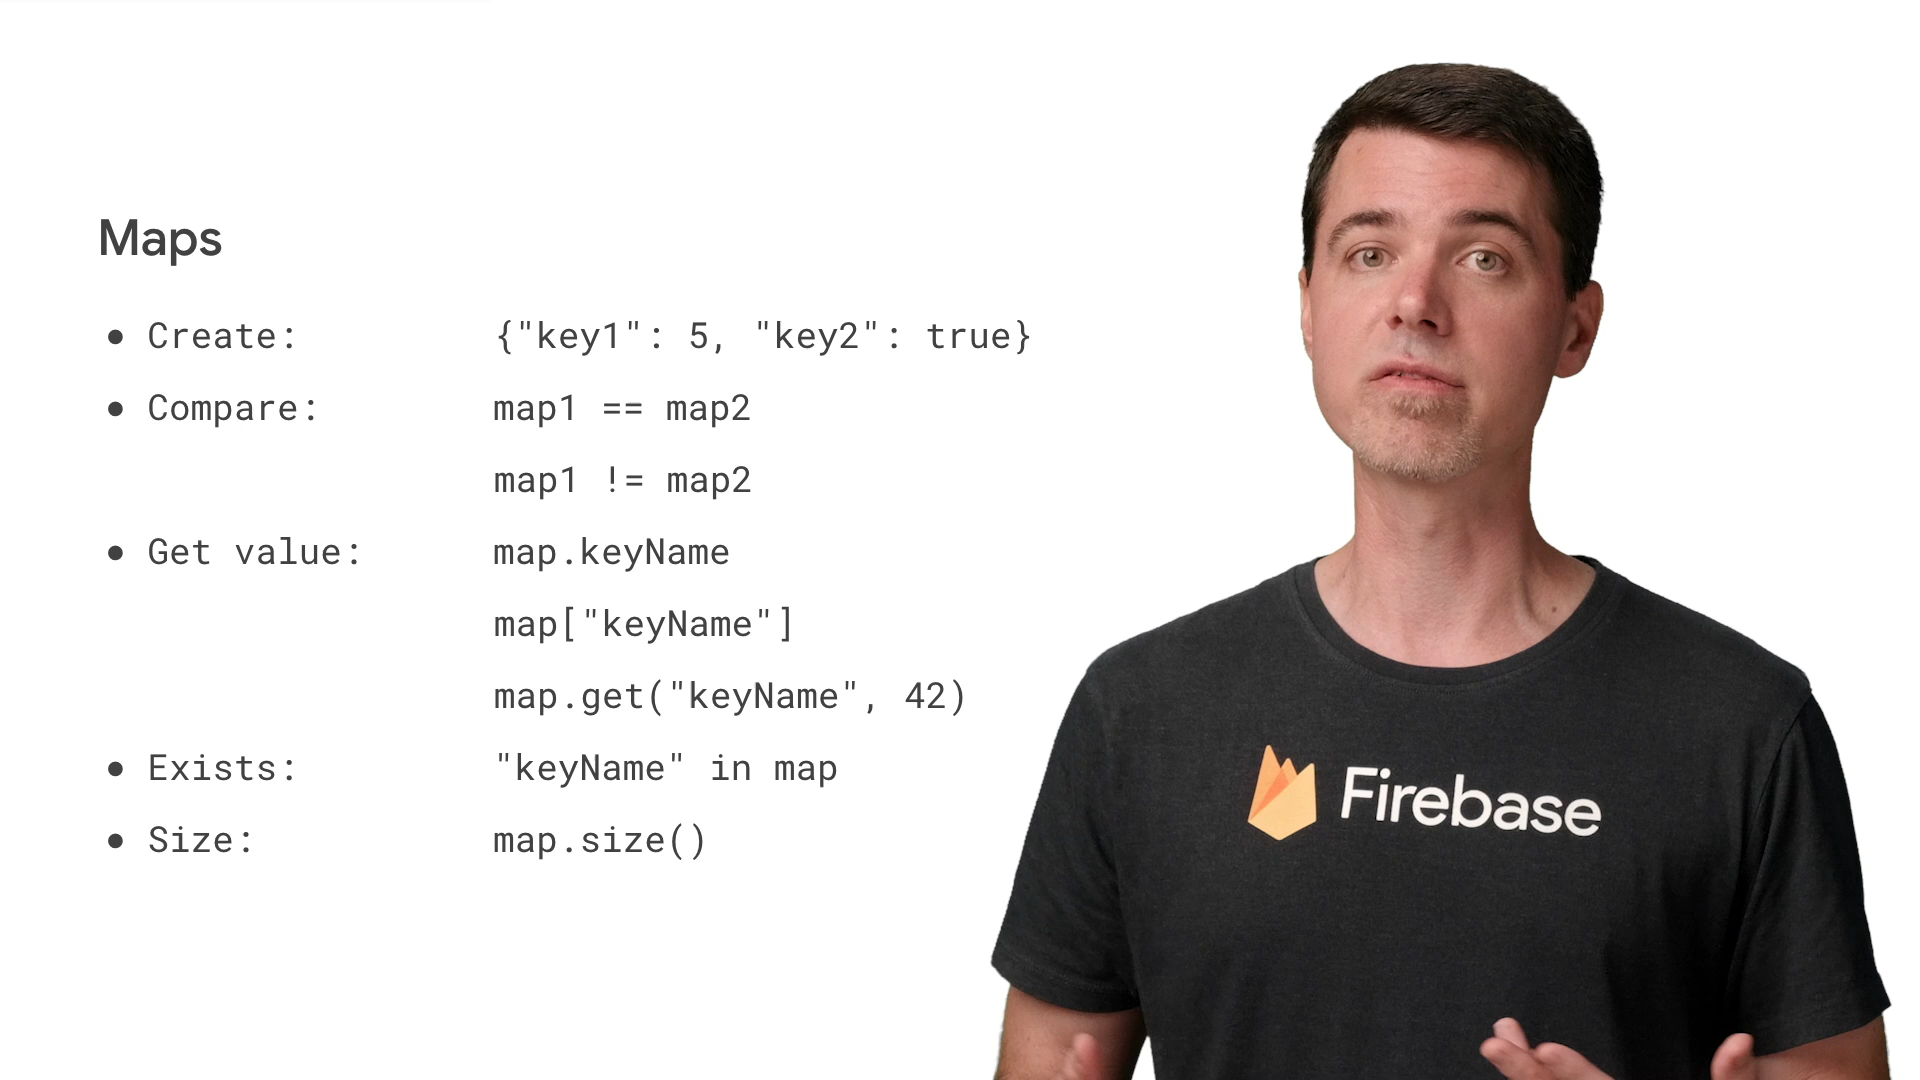 Maps
• Create: {"key1": 5, "key2": true}
• Compare: map1 == map2
map1 != map2
• Get value: map.keyName
map["keyName"]
map.get("keyName", 42)
• Exists: "keyName" in map
• Size: map.size()
Firebase